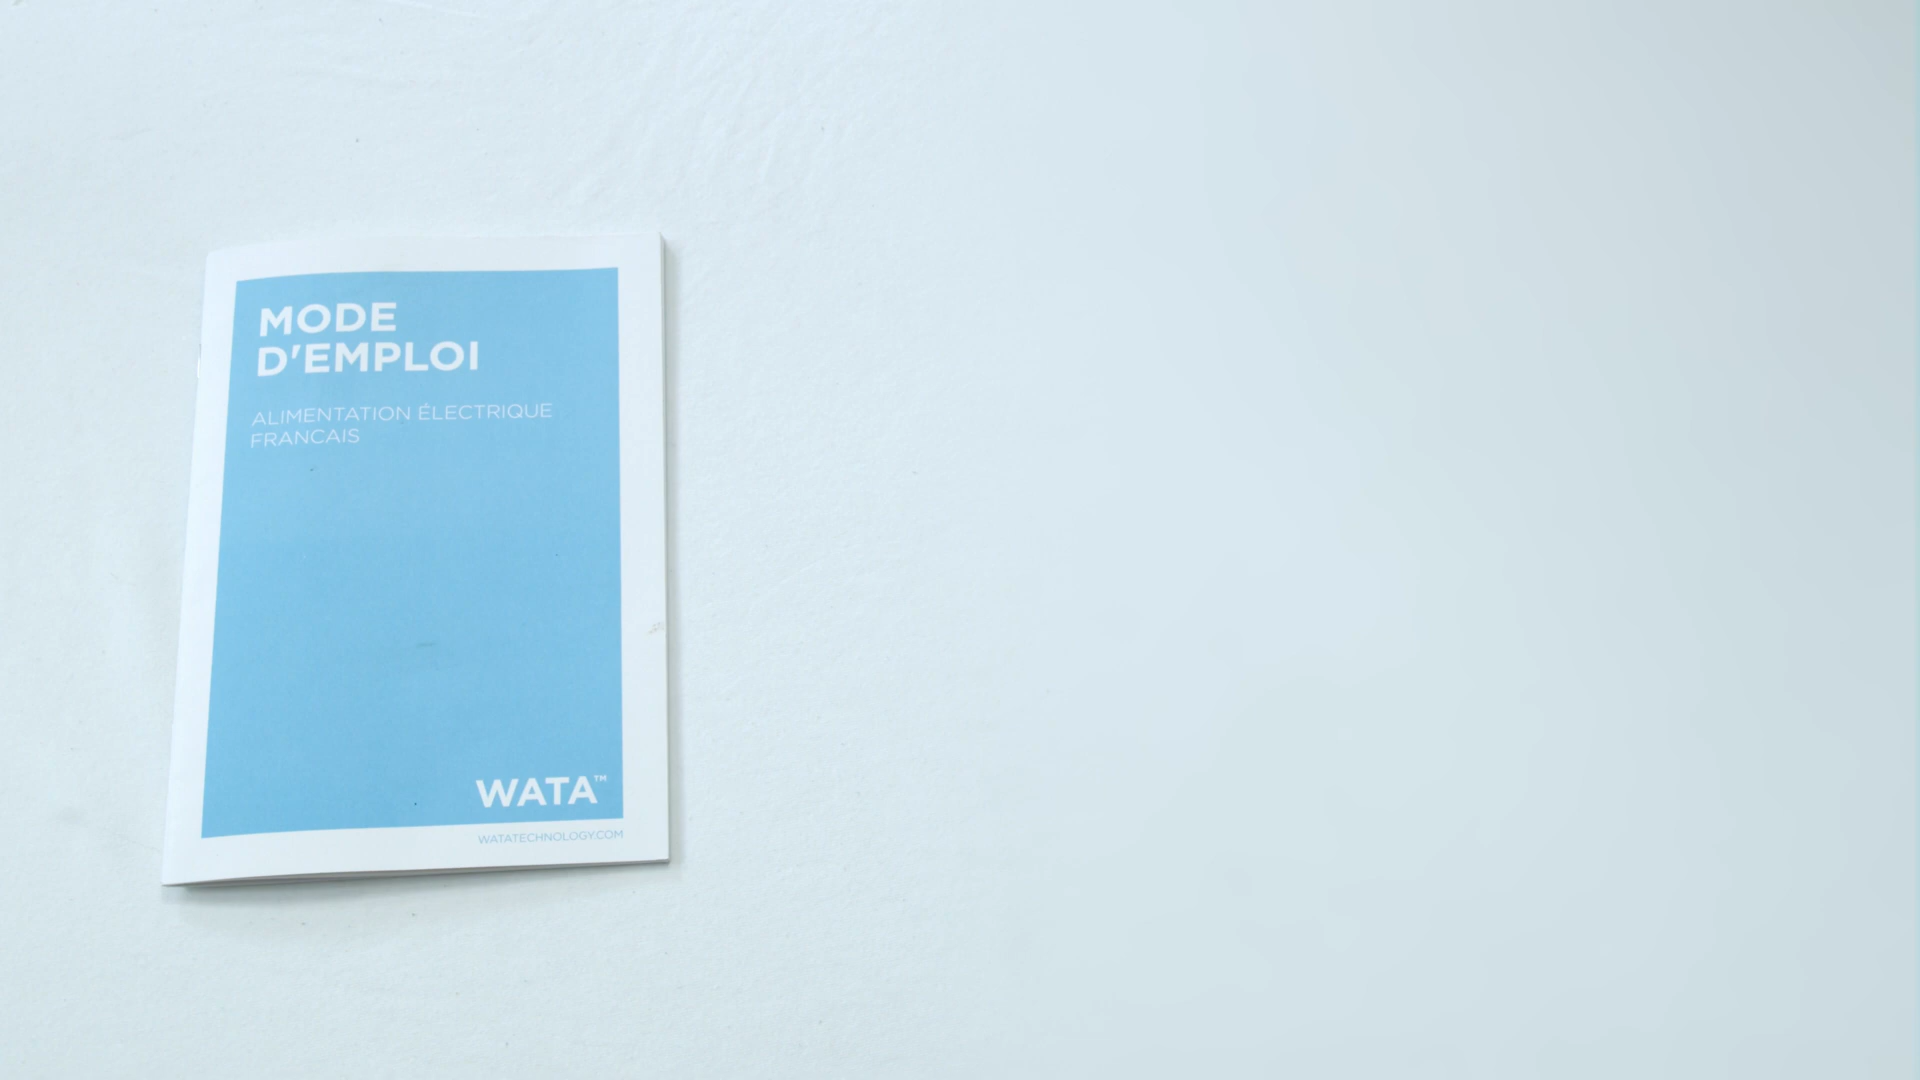 MODE
D'EMPLOI
ALIMENTATION ÉLECTRIQUE
FRANCAIS
WATA™
WATATECHNOLOGY.COM